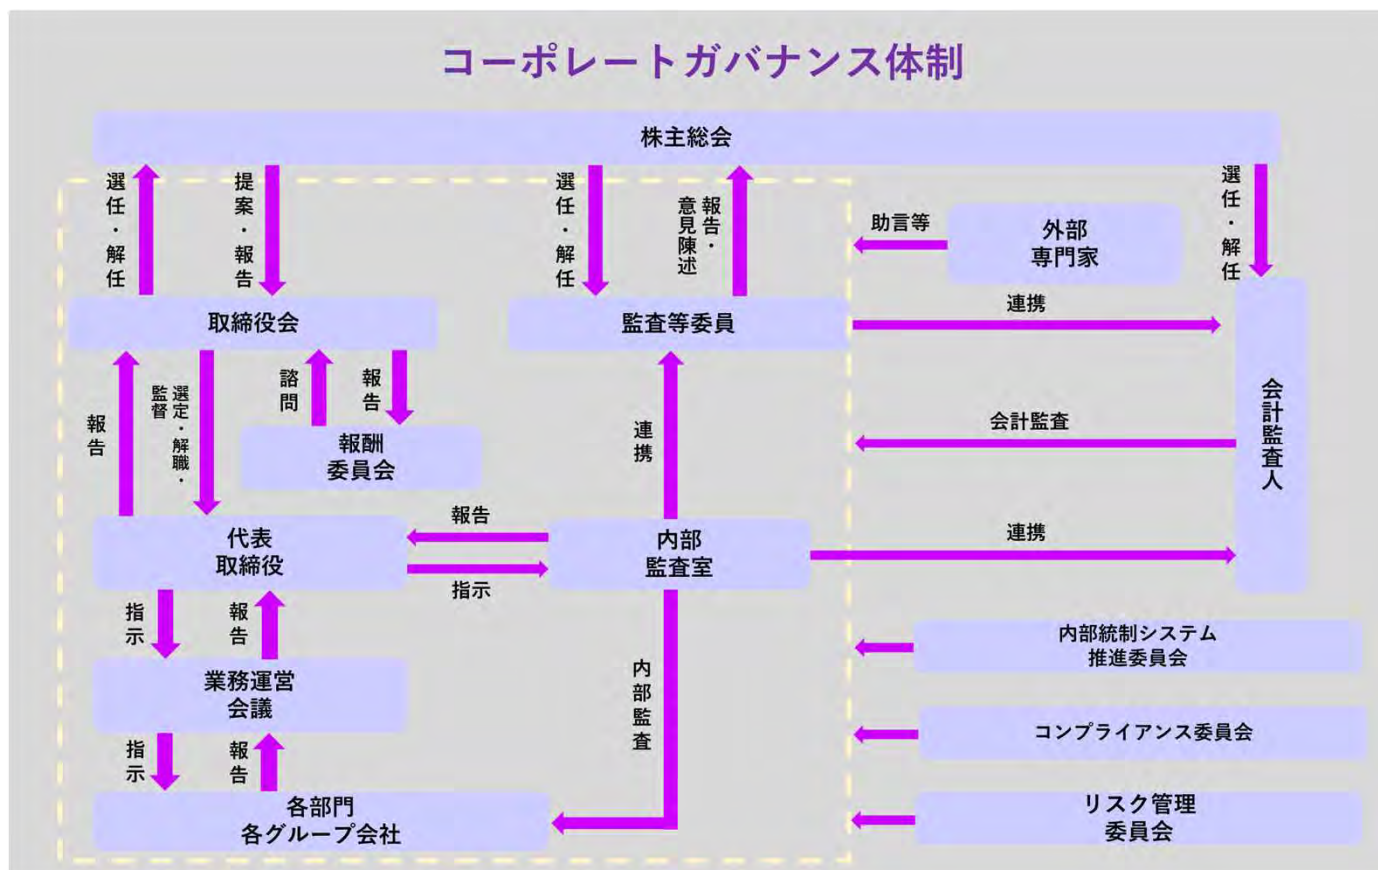 コーポレートガバナンス体制
株主総会
選任・解任
提案・報告
選任・解任
報告・
意見陳述
選任・解任
助言等
外部
専門家
取締役会
監査等委員
連携
会計監査人
報告
選定・解職・
監督
諮問
報告
報酬
委員会
連携
会計監査
代表
取締役
報告
指示
内部
監査室
連携
指示
報告
業務運営
会議
内部監査
内部統制システム
推進委員会
コンプライアンス委員会
指示
報告
各部門
各グループ会社
リスク管理
委員会